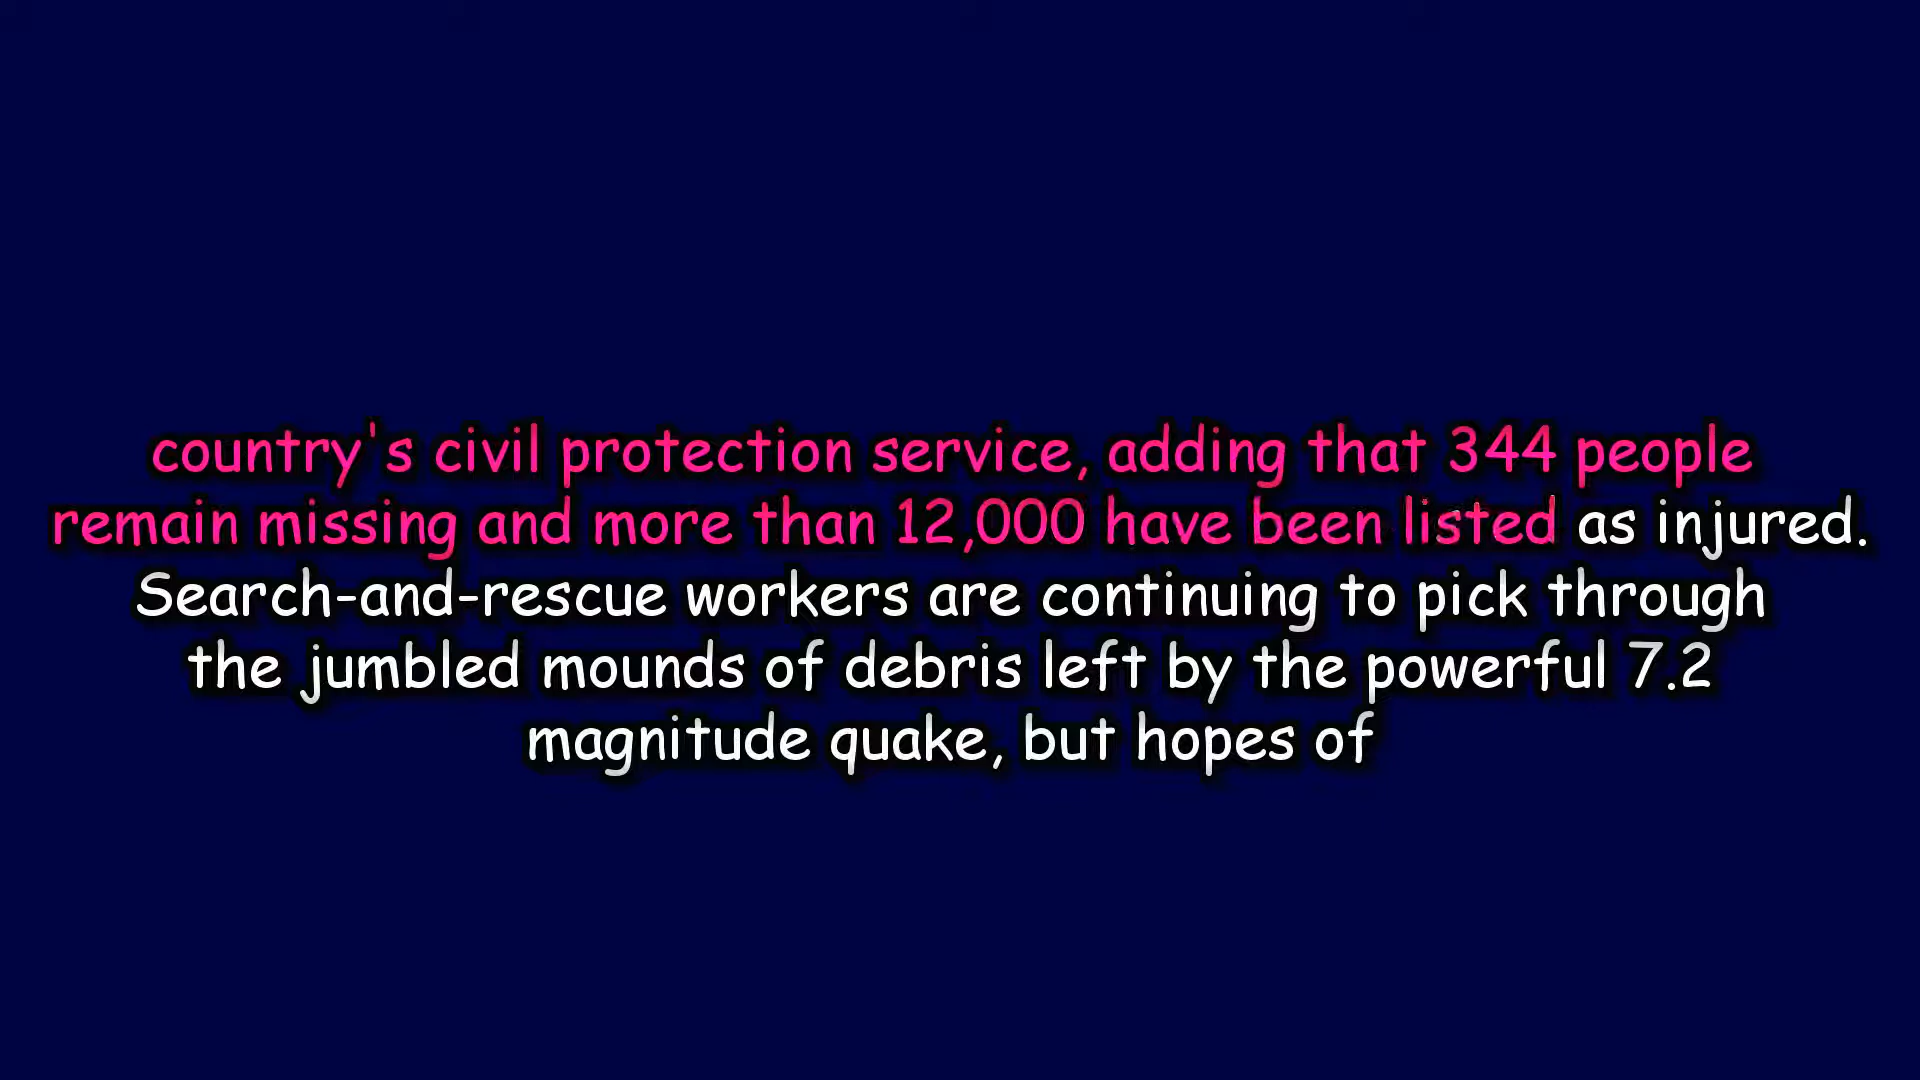 country's civil protection service, adding that 344 people
remain missing and more than 12,000 have been listed as injured.
Search-and-rescue workers are continuing to pick through
the jumbled mounds of debris left by the powerful 7.2
magnitude quake, but hopes of